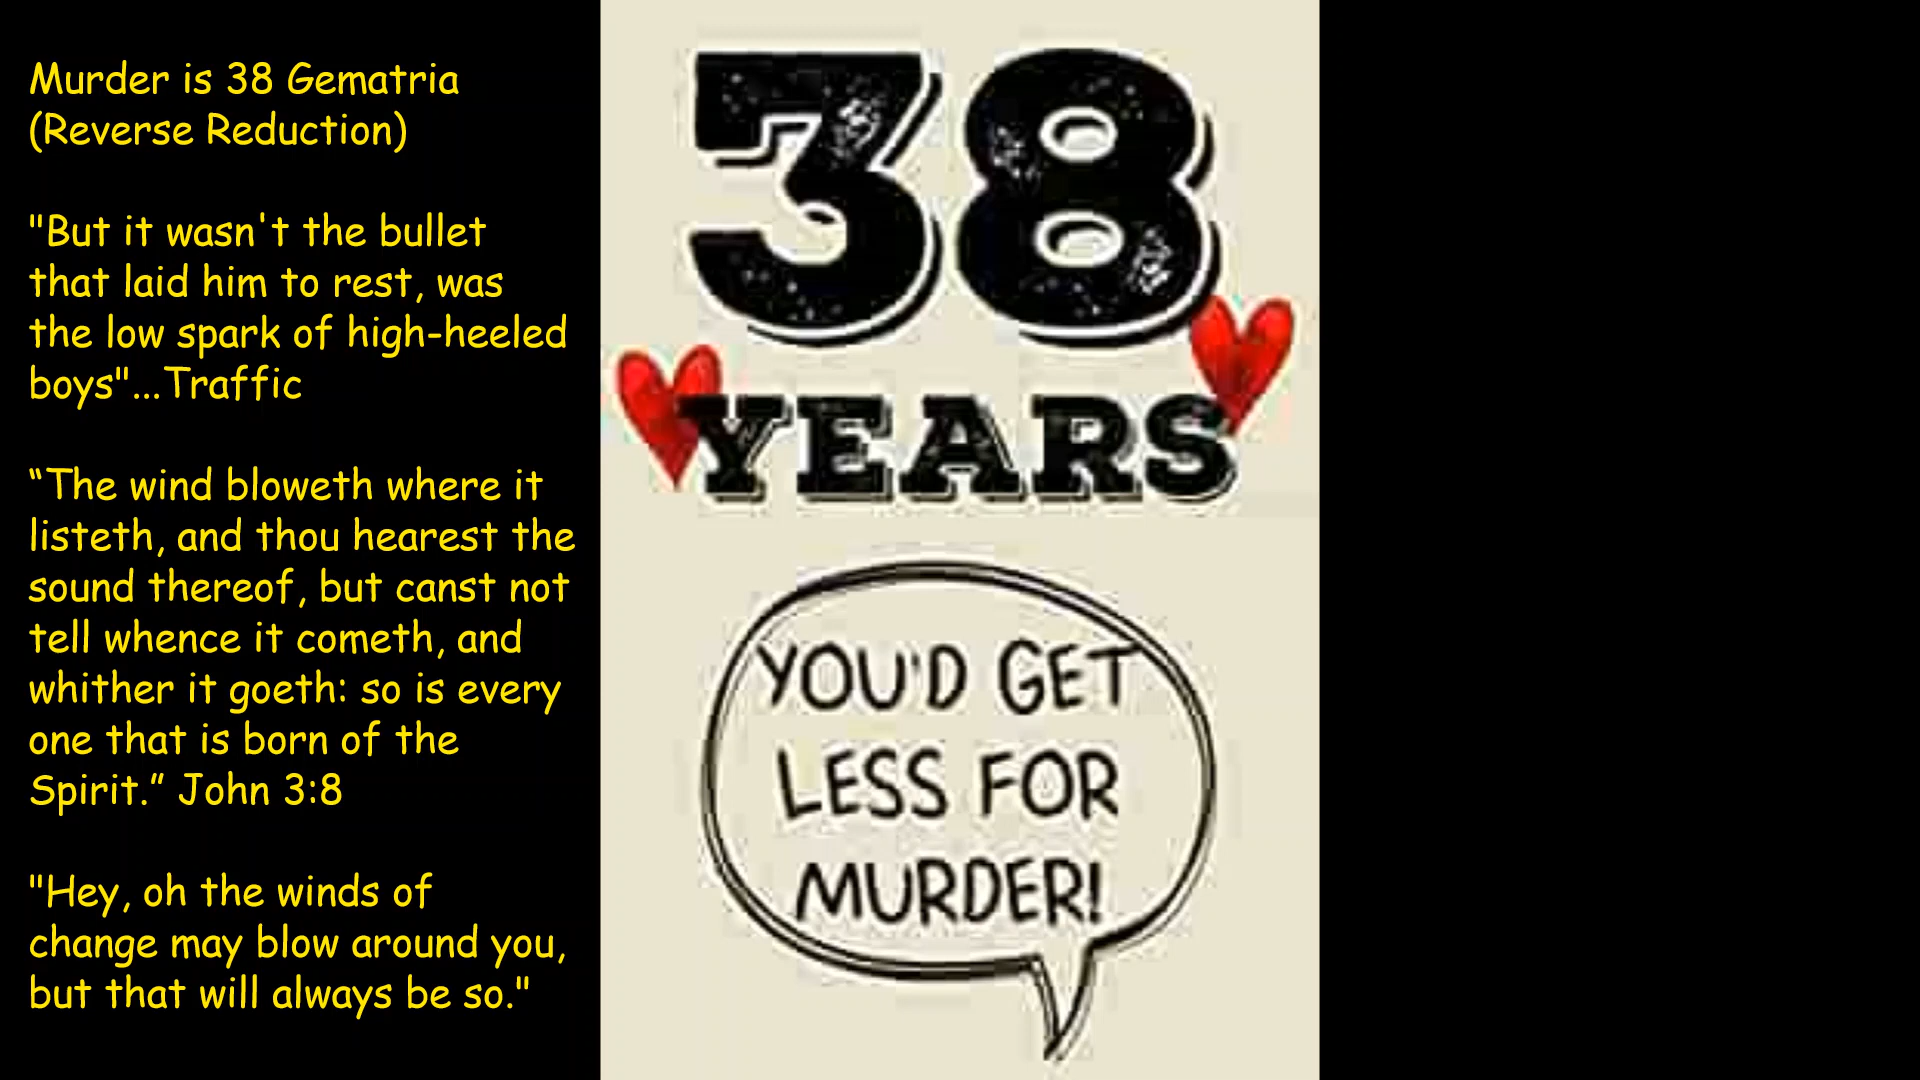 Murder is 38 Gematria
(Reverse Reduction)
"But it wasn't the bullet
that laid him to rest, was
the low spark of high-heeled
boys"...Traffic
“The wind bloweth where it
listeth, and thou hearest the
sound thereof, but canst not
tell whence it cometh, and
whither it goeth: so is every
one that is born of the
Spirit.” John 3:8
"Hey, oh the winds of
change may blow around you,
but that will always be so."
38
YEARS
YOU'D GET
LESS FOR
MURDER!